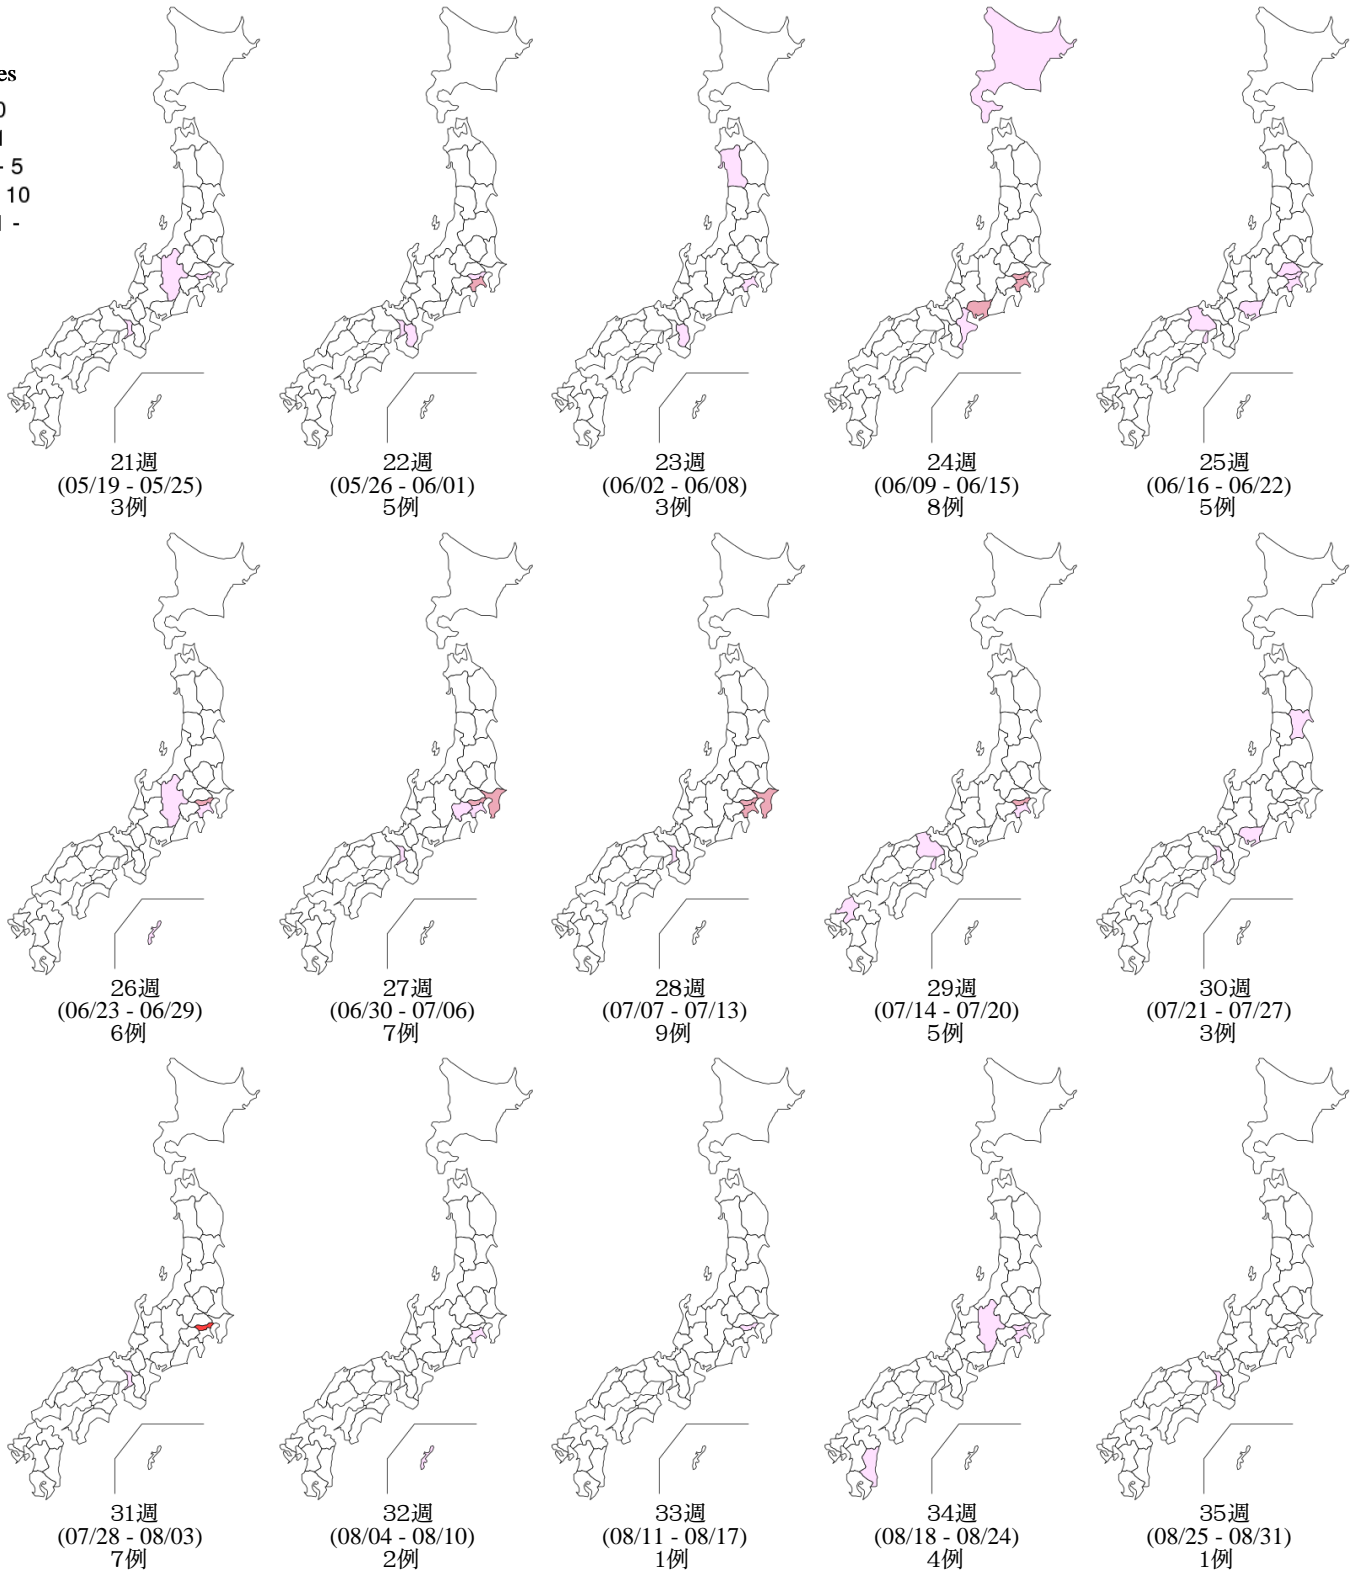 es
0
1
- 5
10
1 -
21週
(05/19 - 05/25)
3例
22週
(05/26 - 06/01)
5例
23週
(06/02 - 06/08)
3例
24週
(06/09 - 06/15)
8例
25週
(06/16 - 06/22)
5例
26週
(06/23 - 06/29)
6例
27週
(06/30 - 07/06)
7例
28週
(07/07 - 07/13)
9例
29週
(07/14 - 07/20)
5例
30週
(07/21 - 07/27)
3例
31週
(07/28 - 08/03)
7例
32週
(08/04 - 08/10)
2例
33週
(08/11 - 08/17)
1例
34週
(08/18 - 08/24)
4例
35週
(08/25 - 08/31)
1例